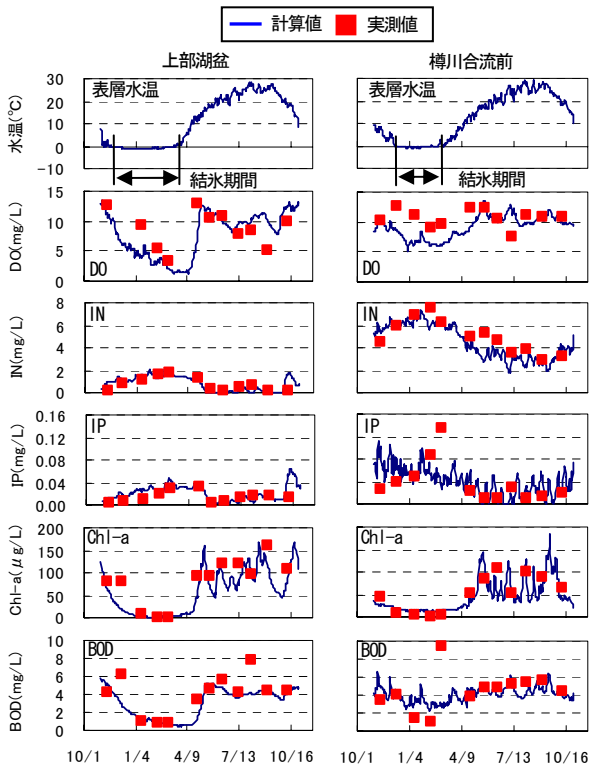 計算値 実測値
上部湖盆 樽川合流前
水温(℃)
30
20
10
0
-10
表層水温 表層水温
結氷期間 結氷期間
DO(mg/L)
15
10
5
0
DO DO
IN(mg/L)
8
6
4
2
0
IN IN
IP(mg/L)
0.16
0.12
0.08
0.04
0.00
IP IP
Chl-a(μg/L)
200
150
100
50
0
Chl-a Chl-a
BOD(mg/L)
10
8
6
4
2
0
BOD BOD
10/1 1/4 4/9 7/13 10/16 10/1 1/4 4/9 7/13 10/16